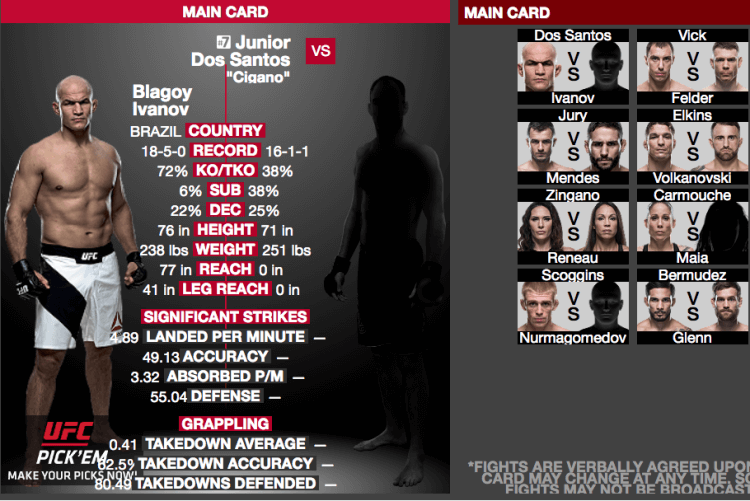 MAIN CARD
#7 Junior
Dos Santos
"Cigano"
VS
Blagoy
Ivanov
BRAZIL COUNTRY
18-5-0 RECORD 16-1-1
72% KO/TKO 38%
6% SUB 38%
22% DEC 25%
76 in HEIGHT 71 in
238 lbs WEIGHT 251 lbs
77 in REACH 0 in
41 in LEG REACH 0 in
SIGNIFICANT STRIKES
4.89 LANDED PER MINUTE —
49.13 ACCURACY —
3.32 ABSORBED P/M —
55.04 DEFENSE —
GRAPPLING
0.41 TAKEDOWN AVERAGE —
62.5% TAKEDOWN ACCURACY —
80.49 TAKEDOWNS DEFENDED —
UFC
UFC
PICK'EM
MAKE YOUR PICKS NOW!
MAIN CARD
Dos Santos
VS
Ivanov
Vick
VS
Felder
Jury
VS
Mendes
Elkins
VS
Volkanovski
Zingano
VS
Reneau
Carmouche
VS
Maia
Scoggins
VS
Nurmagomedov
Bermudez
VS
Glenn
*FIGHTS ARE VERBALLY AGREED UPON
CARD MAY CHANGE AT ANY TIME. SO
FIGHTS MAY NOT BE BROADCAST